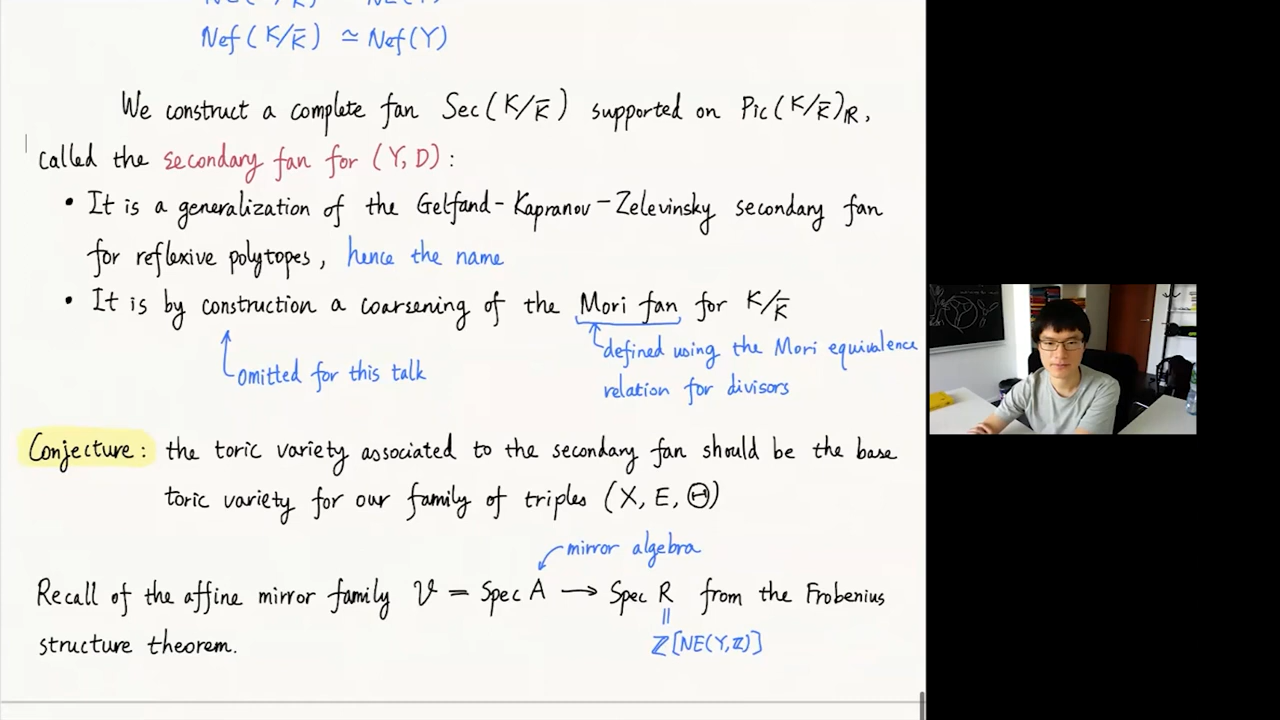 Nef(K/K̄) ≃ Nef(Y)
We construct a complete fan Sec(K/K̄) supported on Pic(K/K̄)ℝ,
called the secondary fan for (Y, D):
• It is a generalization of the Gelfand-Kapranov-Zelevinsky secondary fan
for reflexive polytopes, hence the name
• It is by construction a coarsening of the Mori fan for K/K̄
defined using the Mori equivalence
omitted for this talk
relation for divisors
Conjecture: the toric variety associated to the secondary fan should be the base
toric variety for our family of triples (X, E, Θ)
mirror algebra
Recall of the affine mirror family 𝒱 = Spec A → Spec R from the Frobenius
=
structure theorem.
ℤ[NE(Y,ℤ)]